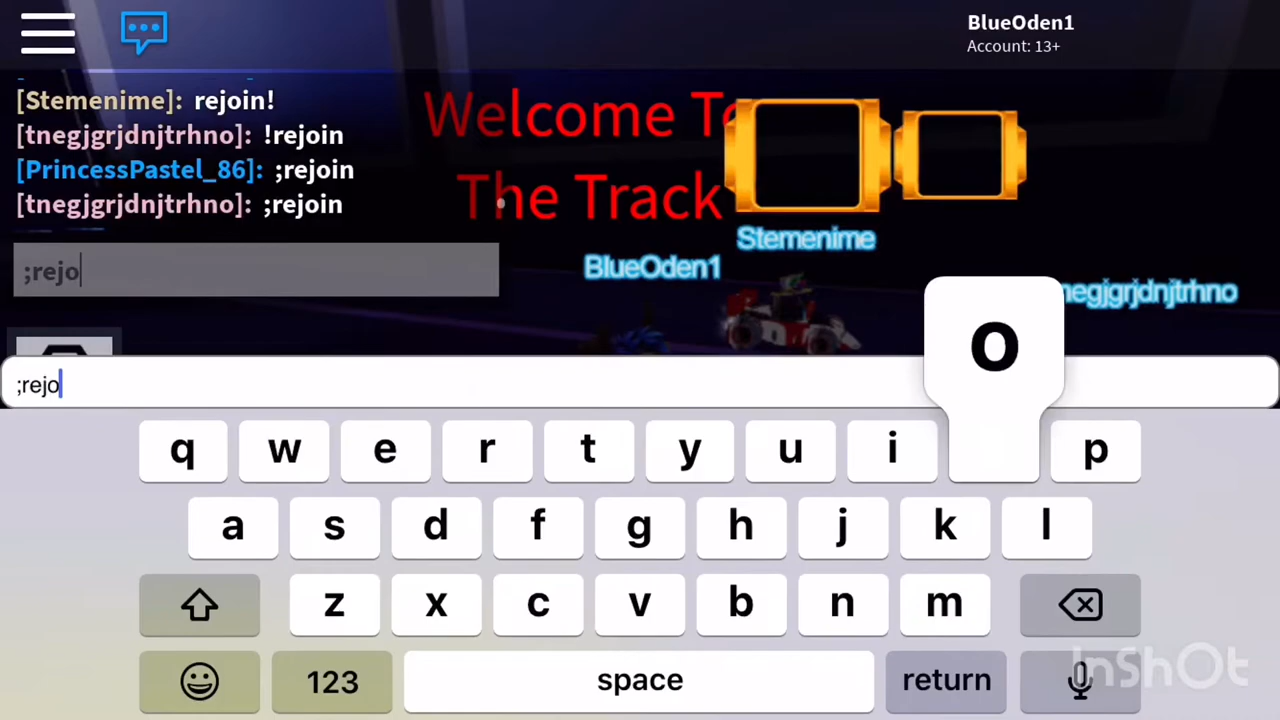 BlueOden1
Account: 13+
[Stemenime]: rejoin!
[tnegjgrjdnjtrhno]: !rejoin
[PrincessPastel_86]: ;rejoin
[tnegjgrjdnjtrhno]: ;rejoin
Welcome To
The Track
Stemenime
BlueOden1
negjgrjdnjtrhno
;rejo
;rejo
o
q w e r t y u i p
a s d f g h j k l
z x c v b n m
123 space return
InShOt